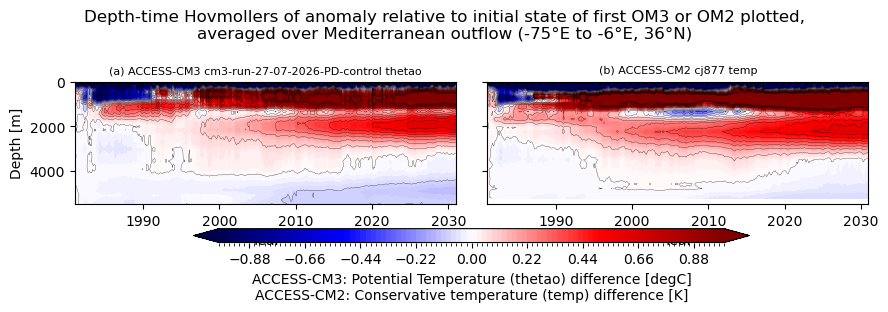 Depth-time Hovmollers of anomaly relative to initial state of first OM3 or OM2 plotted,
averaged over Mediterranean outflow (-75°E to -6°E, 36°N)
(a) ACCESS-CM3 cm3-run-27-07-2026-PD-control thetao
(b) ACCESS-CM2 cj877 temp
Depth [m]
0
2000
4000
1990 2000 2010 2020 2030
1990 2000 2010 2020 2030
−0.88 −0.66 −0.44 −0.22 0.00 0.22 0.44 0.66 0.88
ACCESS-CM3: Potential Temperature (thetao) difference [degC]
ACCESS-CM2: Conservative temperature (temp) difference [K]